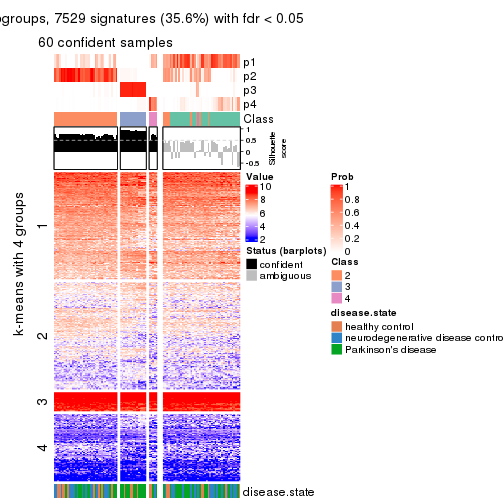 groups, 7529 signatures (35.6%) with fdr < 0.05
60 confident samples
p1
p2
p3
p4
Class
1
0.5
0
-0.5
Silhouette
score
k-means with 4 groups
1
2
3
4
disease.state
Value
10
8
6
4
2
Status (barplots)
confident
ambiguous
Prob
1
0.8
0.6
0.4
0.2
0
Class
2
3
4
disease.state
healthy control
neurodegenerative disease contro
Parkinson's disease